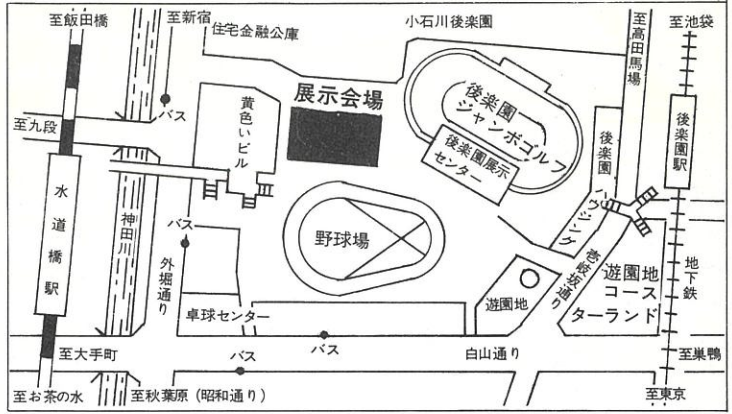 至飯田橋
至新宿
住宅金融公庫
小石川後楽園
至高田馬場
至池袋
バス
黄色いビル
展示会場
後楽園
ジャンボゴルフ
後楽園展示
センター
後楽園ハウジング
後楽園駅
至九段
水道橋駅
神田川
バス
外堀通り
野球場
壱岐坂通り
遊園地
コース
ターランド
地下鉄
遊園地
卓球センター
至大手町
バス
バス
白山通り
至巣鴨
至お茶の水
至秋葉原(昭和通り)
至東京